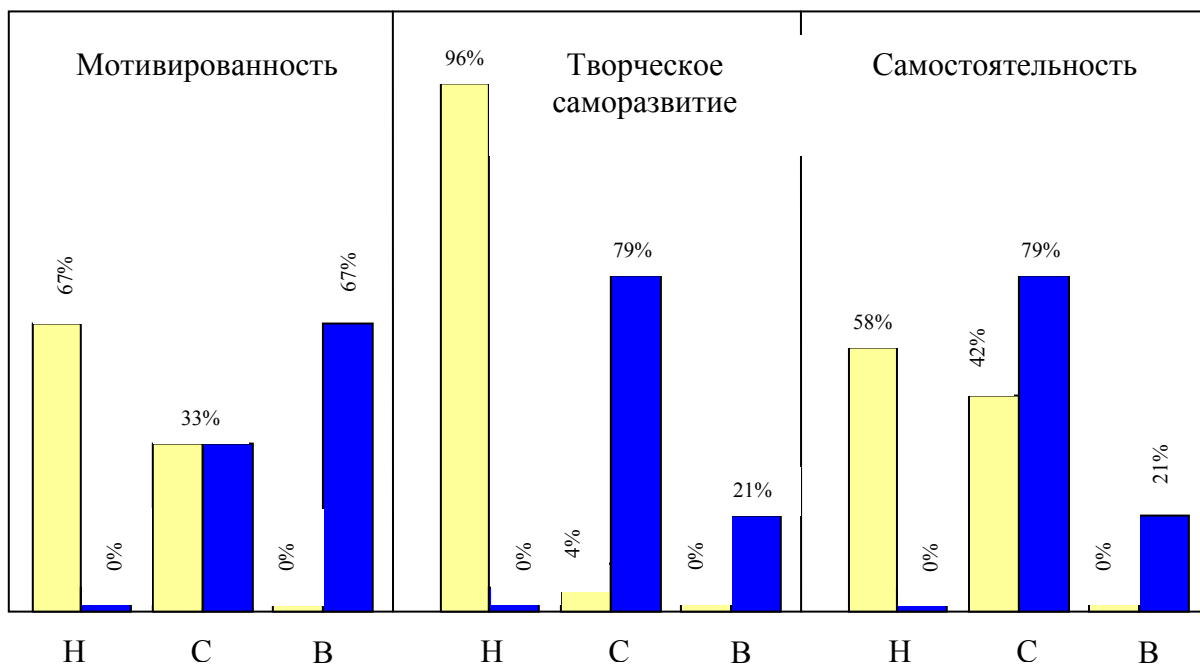 Мотивированность
67%
0%
33%
0%
67%
Н
С
В
Творческое
саморазвитие
96%
0%
4%
79%
0%
21%
Н
С
В
Самостоятельность
58%
0%
42%
79%
0%
21%
Н
С
В